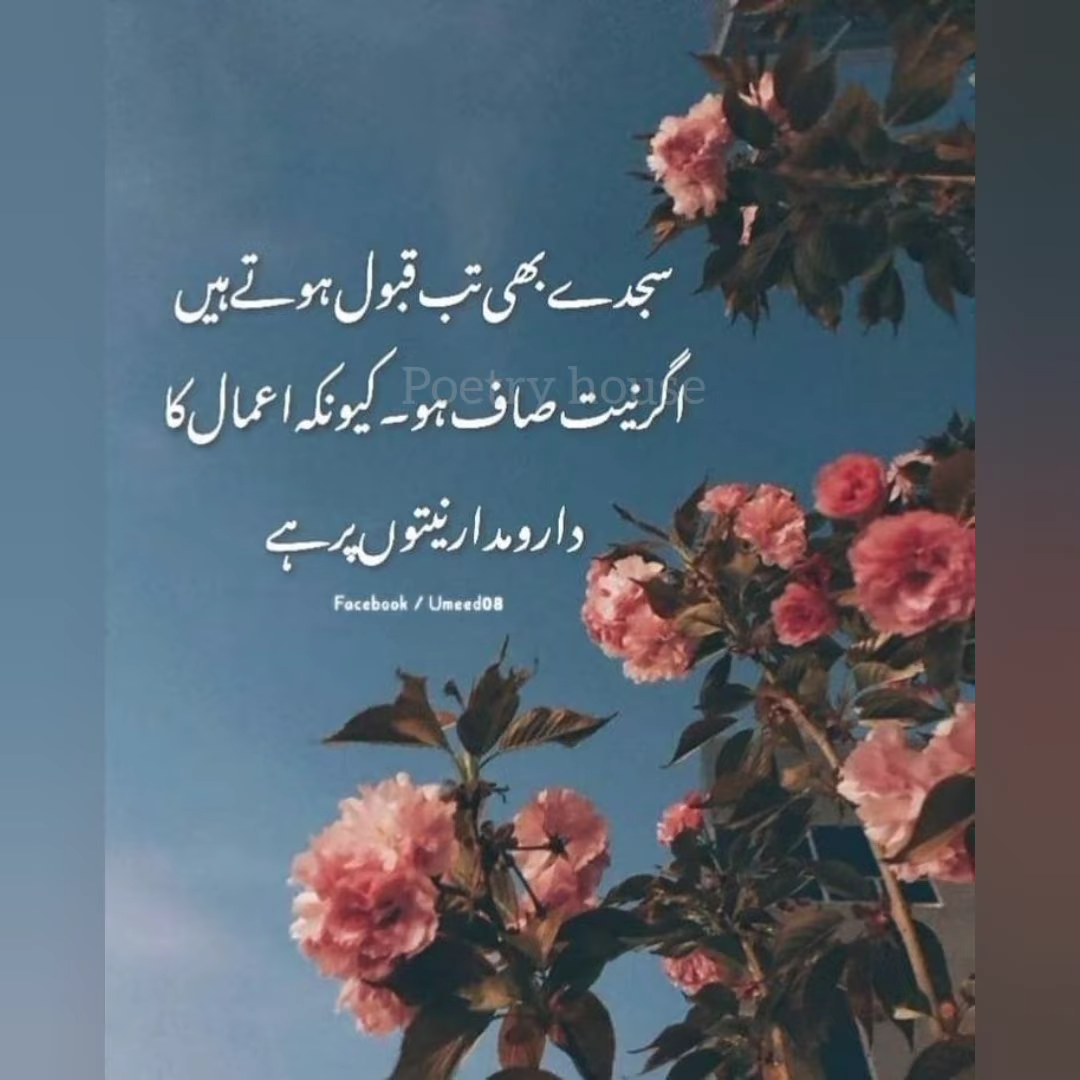 سجدے بھی تب قبول ہوتے ہیں
اگر نیت صاف ہو۔ کیونکہ اعمال کا
Poetry house
دارومدار نیتوں پر ہے
Facebook / Umeed08